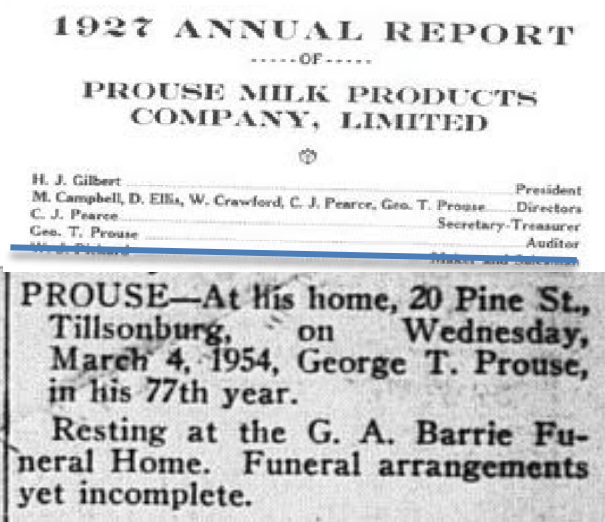 1927 ANNUAL REPORT
-----OF-----
PROUSE MILK PRODUCTS
COMPANY, LIMITED
H. J. Gilbert President
M. Campbell, D. Ellis, W. Crawford, C. J. Pearce, Geo. T. Prouse Directors
C. J. Pearce Secretary-Treasurer
Geo. T. Prouse Auditor
PROUSE—At His home, 20 Pine St.,
Tillsonburg, on Wednesday,
March 4, 1954, George T. Prouse,
in his 77th year.
Resting at the G. A. Barrie Fu-
neral Home. Funeral arrangements
yet incomplete.